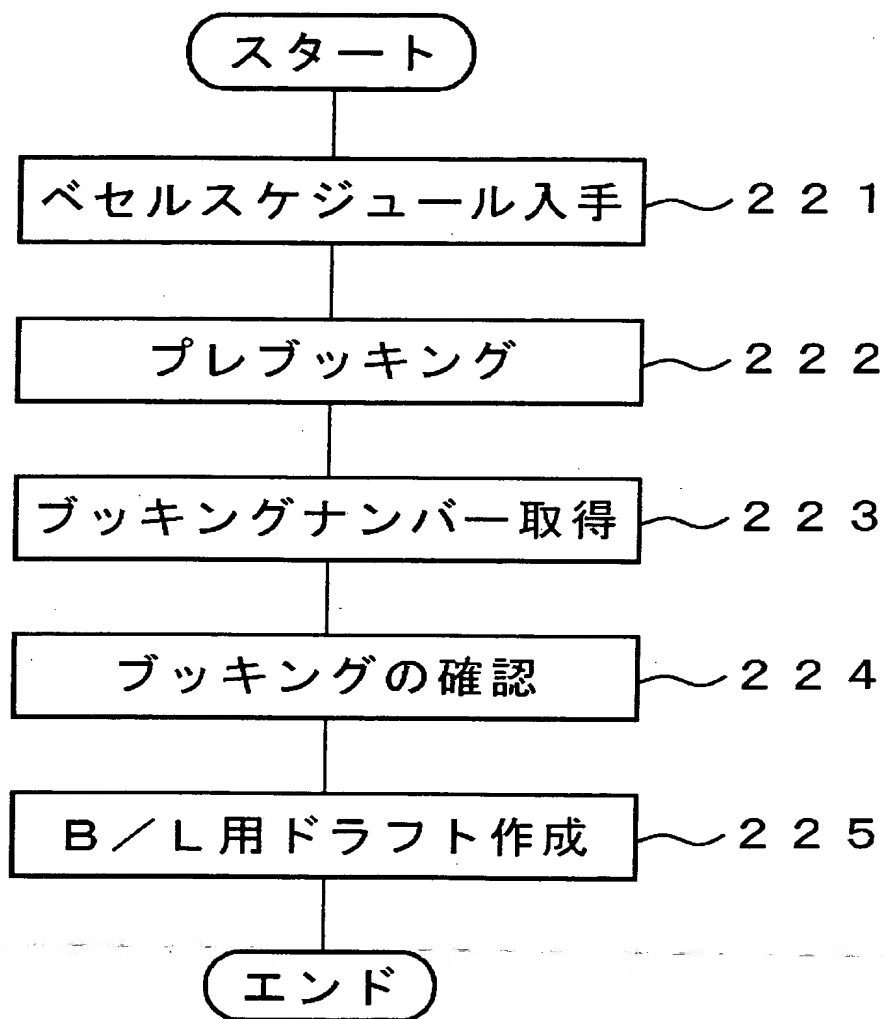 スタート
ベセルスケジュール入手 221
プレブッキング 222
ブッキングナンバー取得 223
ブッキングの確認 224
B/L用ドラフト作成 225
エンド